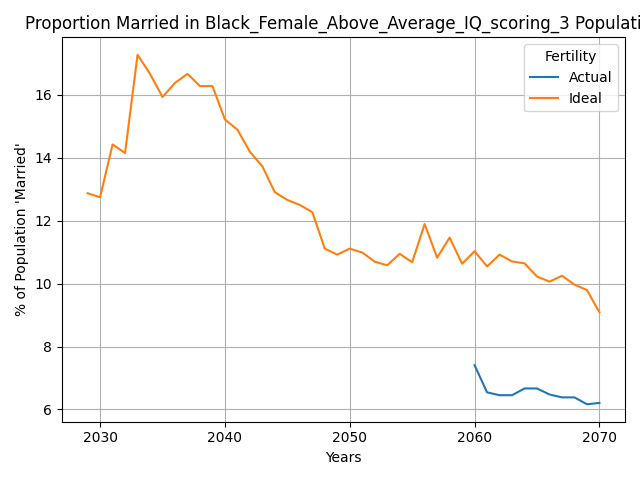 Proportion Married in Black_Female_Above_Average_IQ_scoring_3 Populati
Fertility
Actual
Ideal
% of Population 'Married'
16
14
12
10
8
6
2030 2040 2050 2060 2070
Years